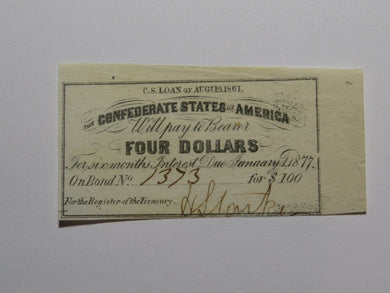 C.S. LOAN OF AUG.19.1861.
THE CONFEDERATE STATES OF AMERICA
Will pay to Bearer
FOUR DOLLARS
For six months Interest Due January 1. 1877.
On Bond No. 1373 for $100
For the Register of the Treasury